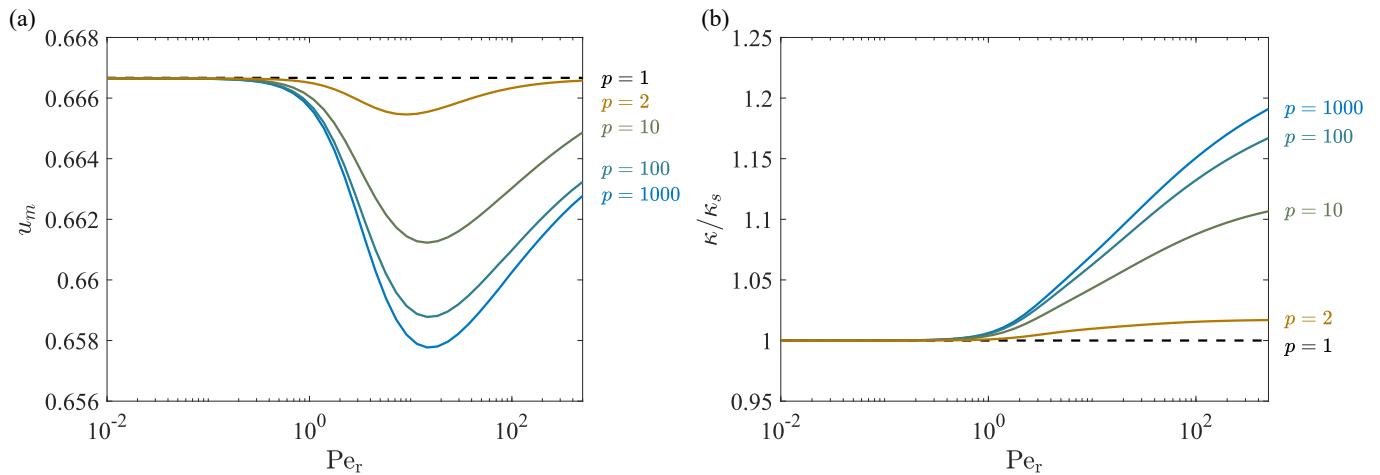 (a)
0.668
0.666
0.664
0.662
0.66
0.658
0.656
u_m
10^-2
10^0
10^2
Pe_r
p = 1
p = 2
p = 10
p = 100
p = 1000
(b)
1.25
1.2
1.15
1.1
1.05
1
0.95
κ/κ_s
10^-2
10^0
10^2
Pe_r
p = 1000
p = 100
p = 10
p = 2
p = 1